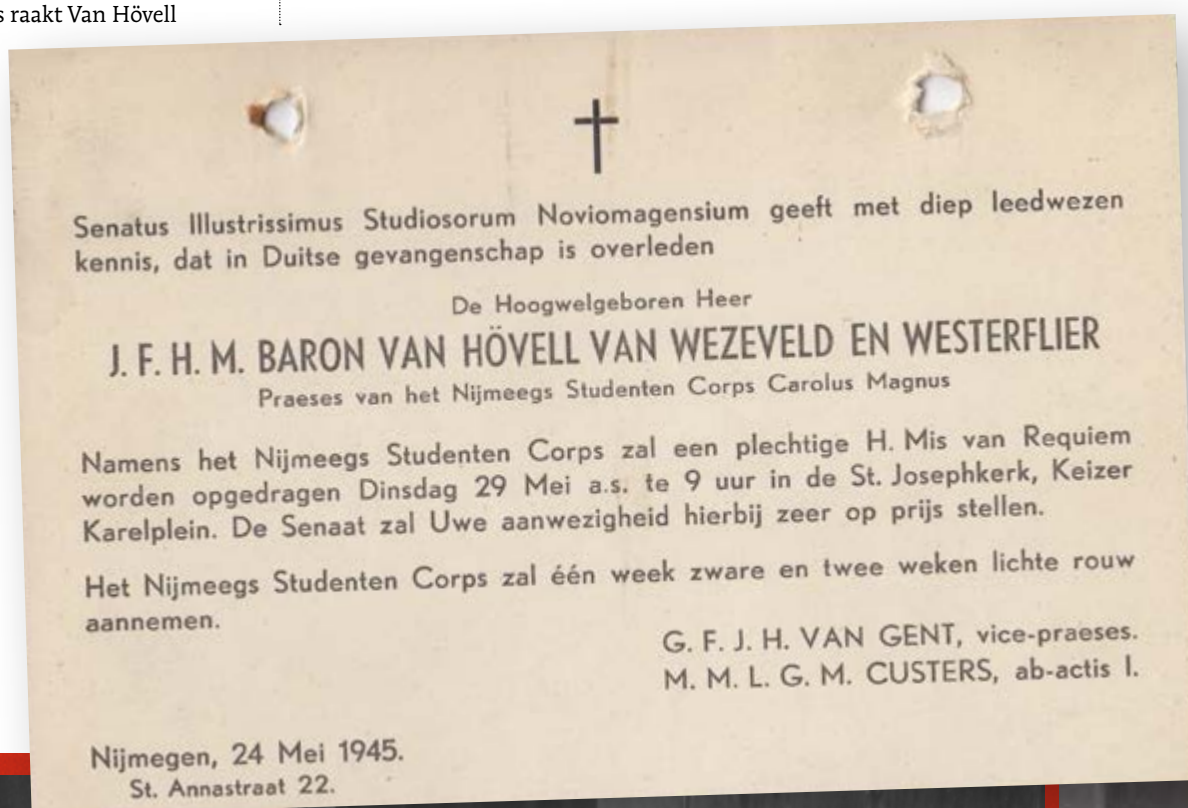 s raakt Van Hövell
Senatus Illustrissimus Studiosorum Noviomagensium geeft met diep leedwezen
kennis, dat in Duitse gevangenschap is overleden
De Hoogwelgeboren Heer
J. F. H. M. BARON VAN HÖVELL VAN WEZEVELD EN WESTERFLIER
Praeses van het Nijmeegs Studenten Corps Carolus Magnus
Namens het Nijmeegs Studenten Corps zal een plechtige H. Mis van Requiem
worden opgedragen Dinsdag 29 Mei a.s. te 9 uur in de St. Josephkerk, Keizer
Karelplein. De Senaat zal Uwe aanwezigheid hierbij zeer op prijs stellen.
Het Nijmeegs Studenten Corps zal één week zware en twee weken lichte rouw
aannemen.
G. F. J. H. VAN GENT, vice-praeses.
M. M. L. G. M. CUSTERS, ab-actis I.
Nijmegen, 24 Mei 1945.
St. Annastraat 22.